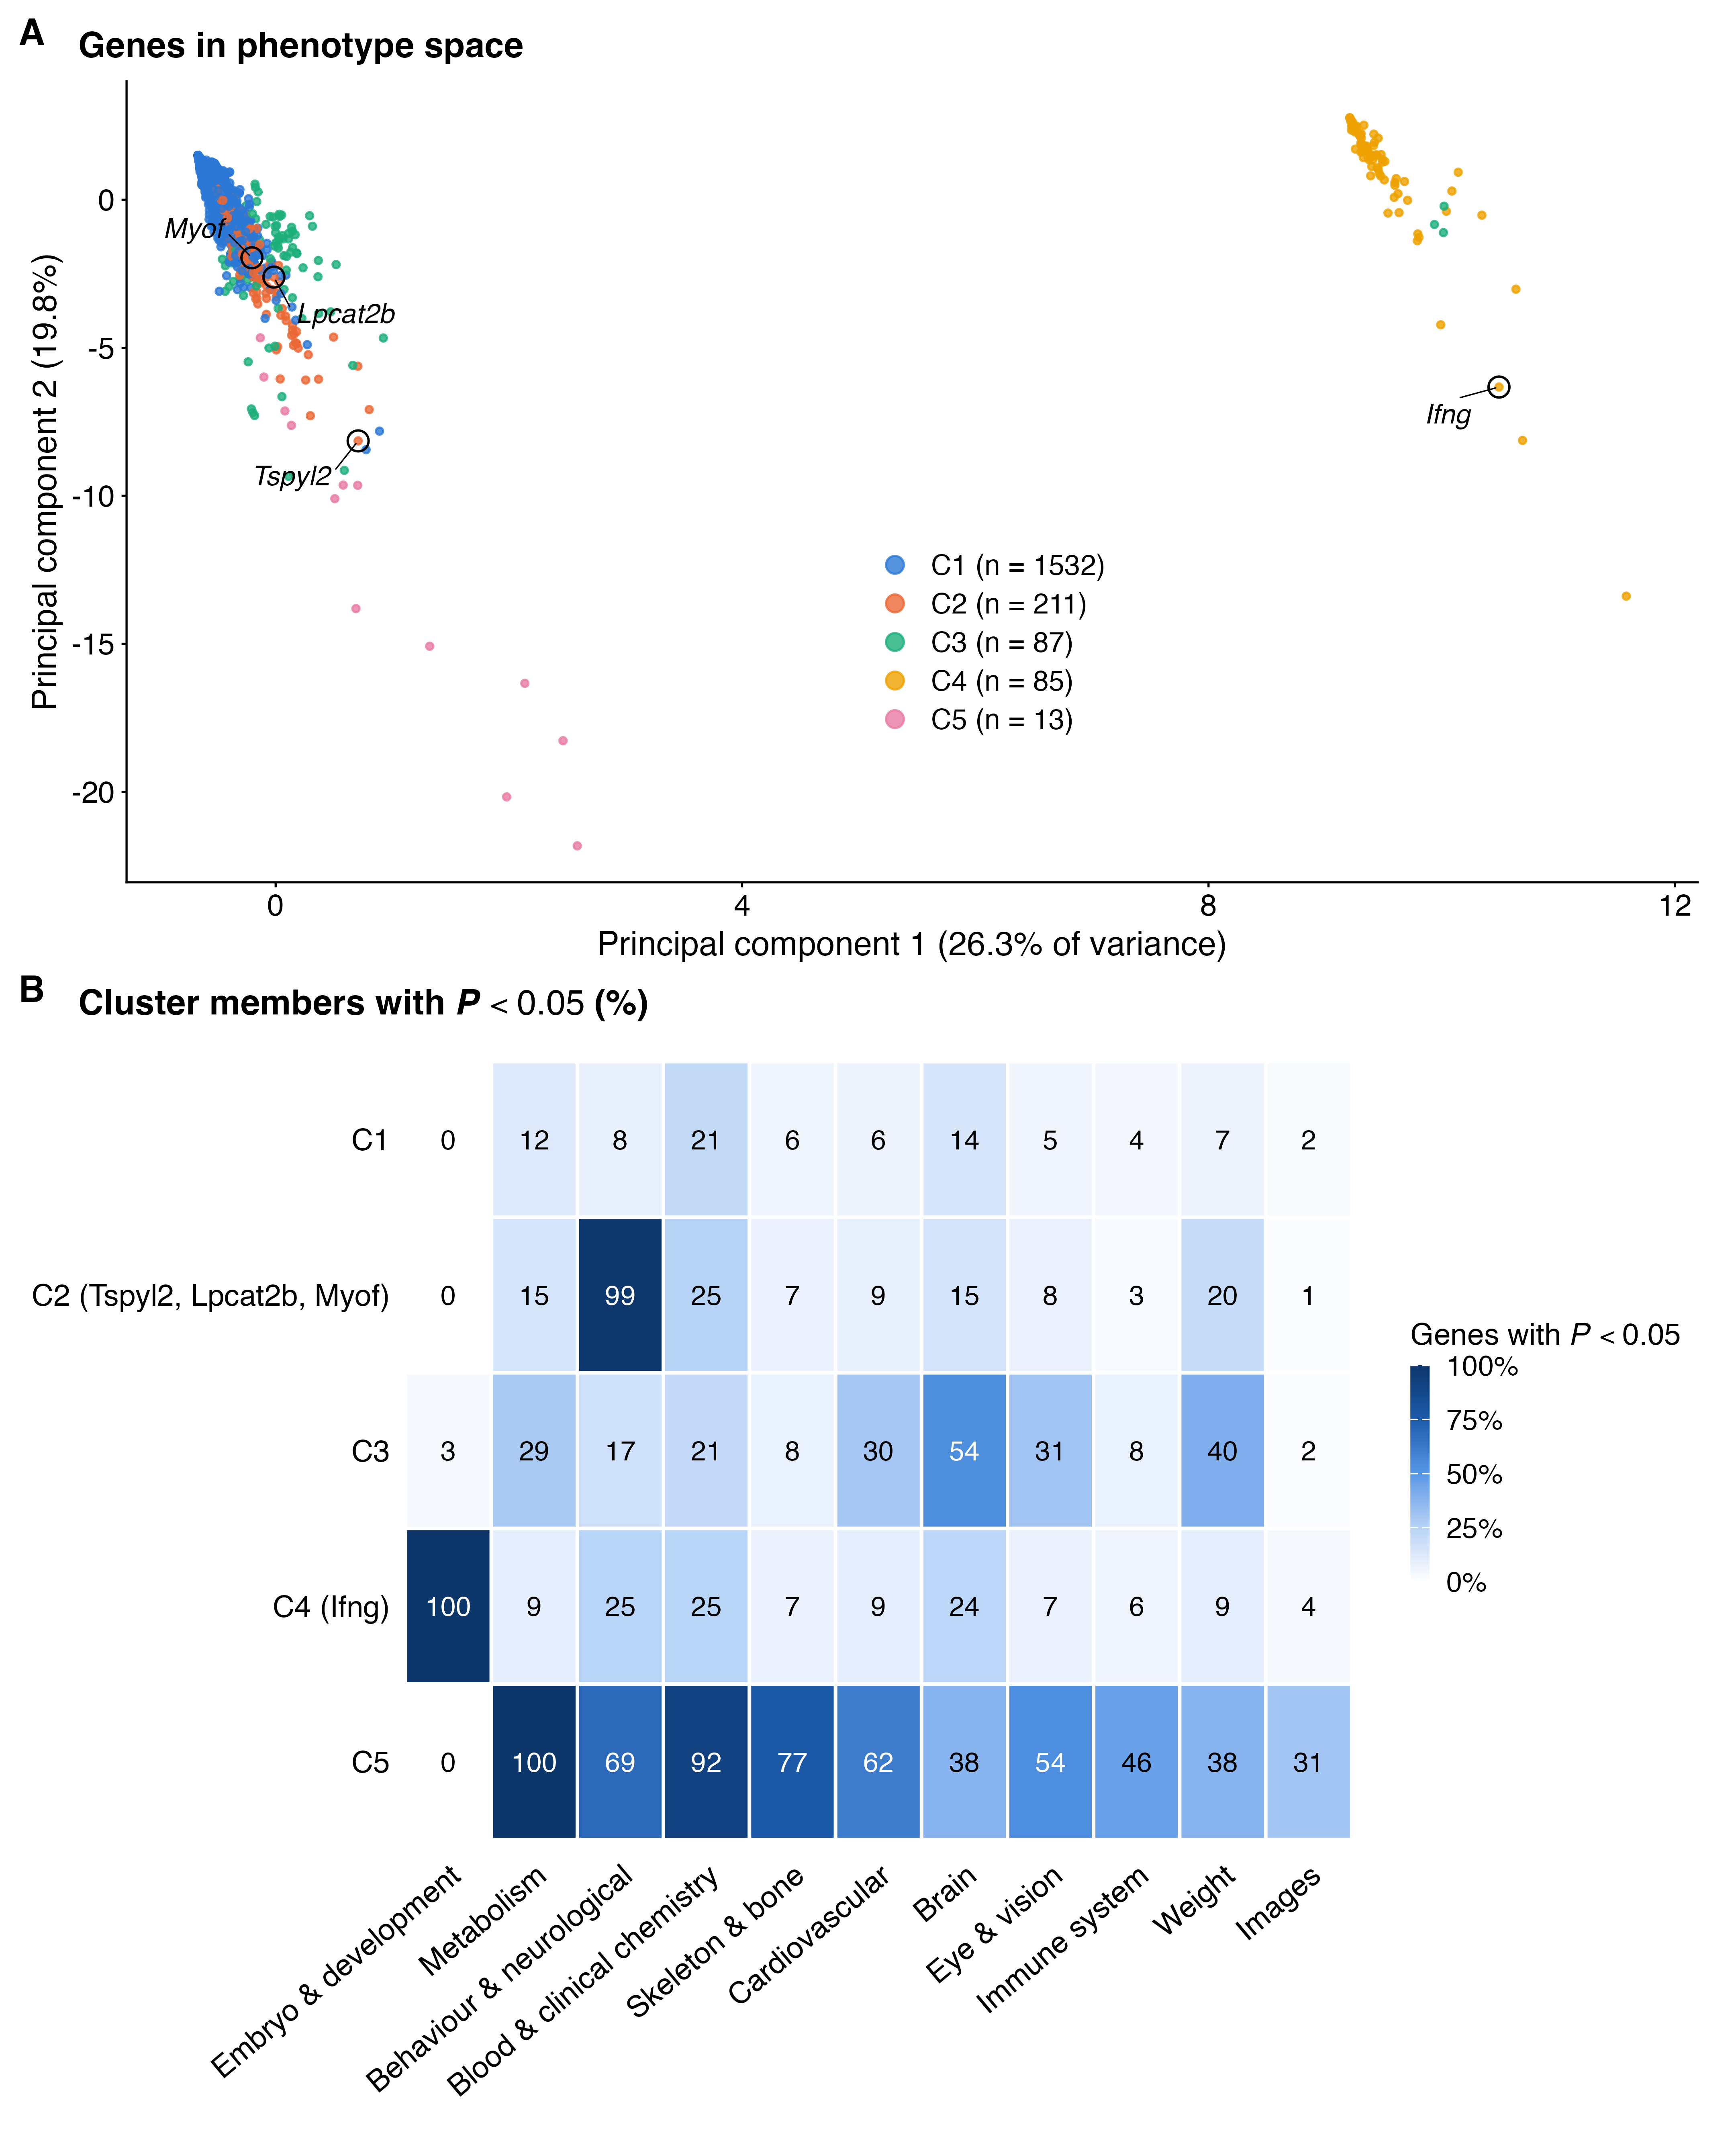 A
Genes in phenotype space
Principal component 2 (19.8%)
0
-5
-10
-15
-20
Myof
Lpcat2b
Tspyl2
Ifng
C1 (n = 1532)
C2 (n = 211)
C3 (n = 87)
C4 (n = 85)
C5 (n = 13)
0 4 8 12
Principal component 1 (26.3% of variance)
B
Cluster members with P < 0.05 (%)
C1 0 12 8 21 6 6 14 5 4 7 2
C2 (Tspyl2, Lpcat2b, Myof) 0 15 99 25 7 9 15 8 3 20 1
C3 3 29 17 21 8 30 54 31 8 40 2
C4 (Ifng) 100 9 25 25 7 9 24 7 6 9 4
C5 0 100 69 92 77 62 38 54 46 38 31
Embryo & development
Metabolism
Behaviour & neurological
Blood & clinical chemistry
Skeleton & bone
Cardiovascular
Brain
Eye & vision
Immune system
Weight
Images
Genes with P < 0.05
100%
75%
50%
25%
0%